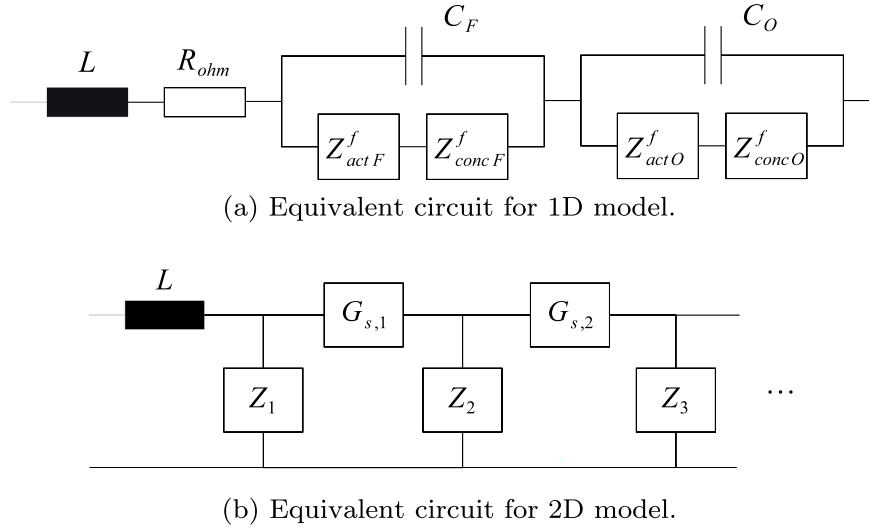 C_F C_O
L R_ohm
Z^f_act F Z^f_conc F Z^f_act O Z^f_conc O
(a) Equivalent circuit for 1D model.
L
G_s,1 G_s,2
Z_1 Z_2 Z_3 ...
(b) Equivalent circuit for 2D model.